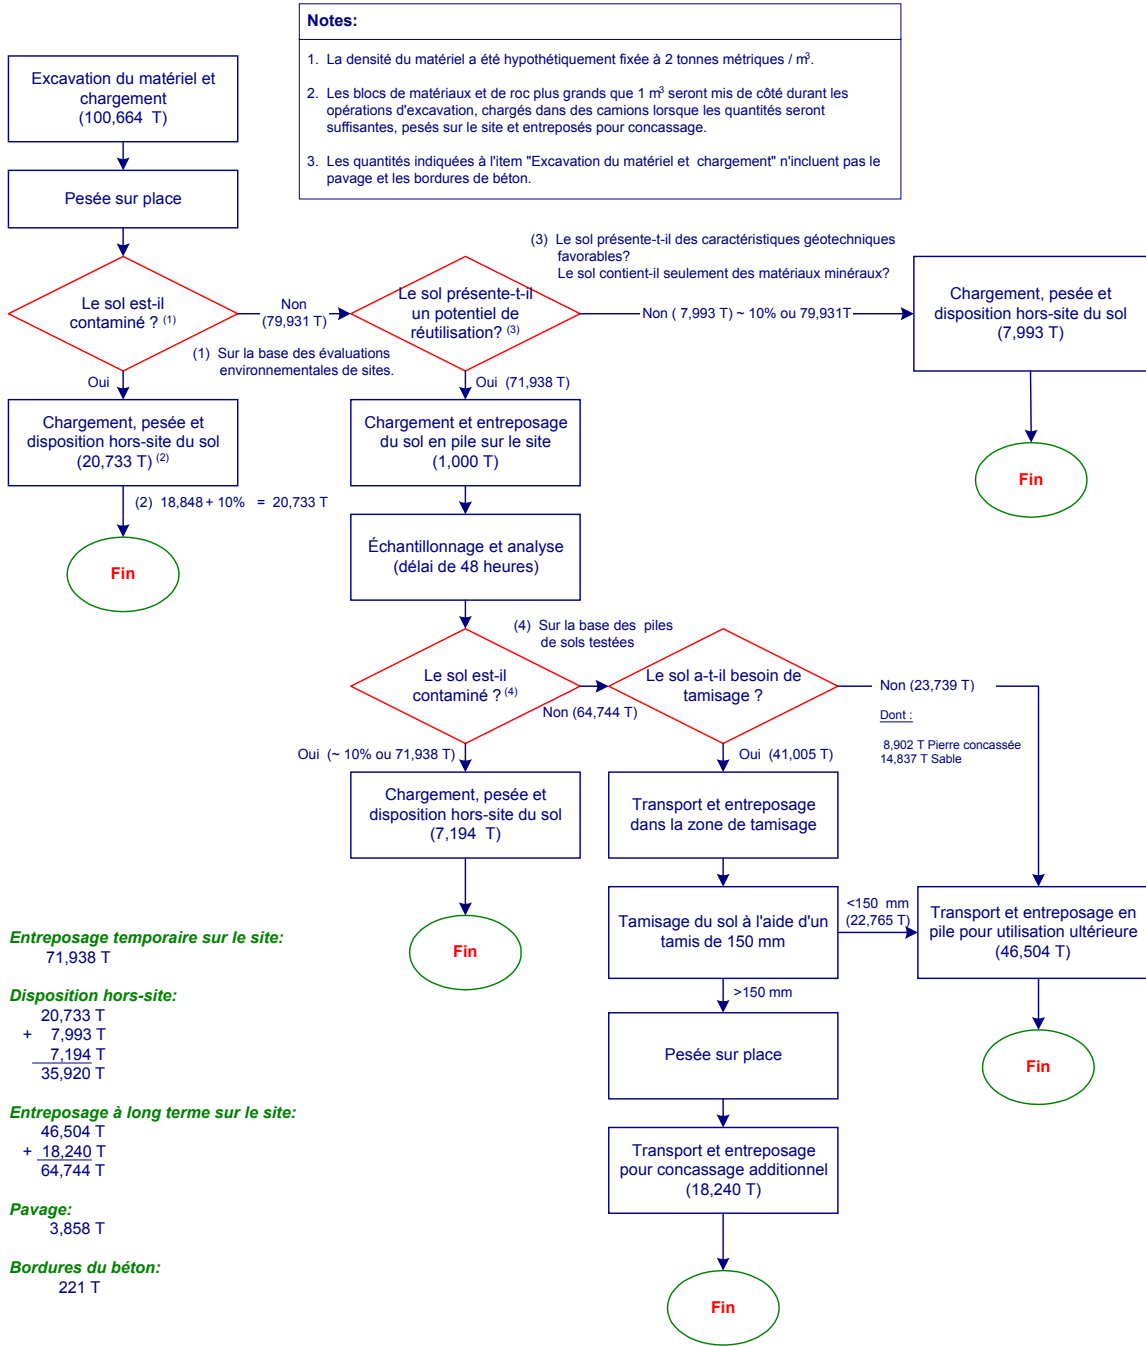 Notes:
1. La densité du matériel a été hypothétiquement fixée à 2 tonnes métriques / m³.
2. Les blocs de matériaux et de roc plus grands que 1 m³ seront mis de côté durant les
opérations d'excavation, chargés dans des camions lorsque les quantités seront
suffisantes, pesés sur le site et entreposés pour concassage.
3. Les quantités indiquées à l'item "Excavation du matériel et chargement" n'incluent pas le
pavage et les bordures de béton.
Excavation du matériel et
chargement
(100,664 T)
Pesée sur place
Le sol est-il
contaminé ? (1)
Non
(79,931 T)
(1) Sur la base des évaluations
environmentales de sites.
Oui
Chargement, pesée et
disposition hors-site du sol
(20,733 T) (2)
(2) 18,848 + 10% = 20,733 T
Fin
Le sol présente-t-il
un potentiel de
réutilisation? (3)
(3) Le sol présente-t-il des caractéristiques géotechniques
favorables?
Le sol contient-il seulement des matériaux minéraux?
Non ( 7,993 T) ~ 10% ou 79,931T
Chargement, pesée et
disposition hors-site du sol
(7,993 T)
Fin
Oui (71,938 T)
Chargement et entreposage
du sol en pile sur le site
(1,000 T)
Échantillonnage et analyse
(délai de 48 heures)
(4) Sur la base des piles
de sols testées
Le sol est-il
contaminé ? (4)
Non (64,744 T)
Oui (~ 10% ou 71,938 T)
Chargement, pesée et
disposition hors-site du sol
(7,194 T)
Fin
Le sol a-t-il besoin de
tamisage ?
Non (23,739 T)
Dont :
8,902 T Pierre concassée
14,837 T Sable
Oui (41,005 T)
Transport et entreposage
dans la zone de tamisage
Tamisage du sol à l'aide d'un
tamis de 150 mm
<150 mm
(22,765 T)
Transport et entreposage en
pile pour utilisation ultérieure
(46,504 T)
Fin
>150 mm
Pesée sur place
Transport et entreposage
pour concassage additionnel
(18,240 T)
Fin
Entreposage temporaire sur le site:
71,938 T
Disposition hors-site:
20,733 T
+ 7,993 T
7,194 T
35,920 T
Entreposage à long terme sur le site:
46,504 T
+ 18,240 T
64,744 T
Pavage:
3,858 T
Bordures du béton:
221 T